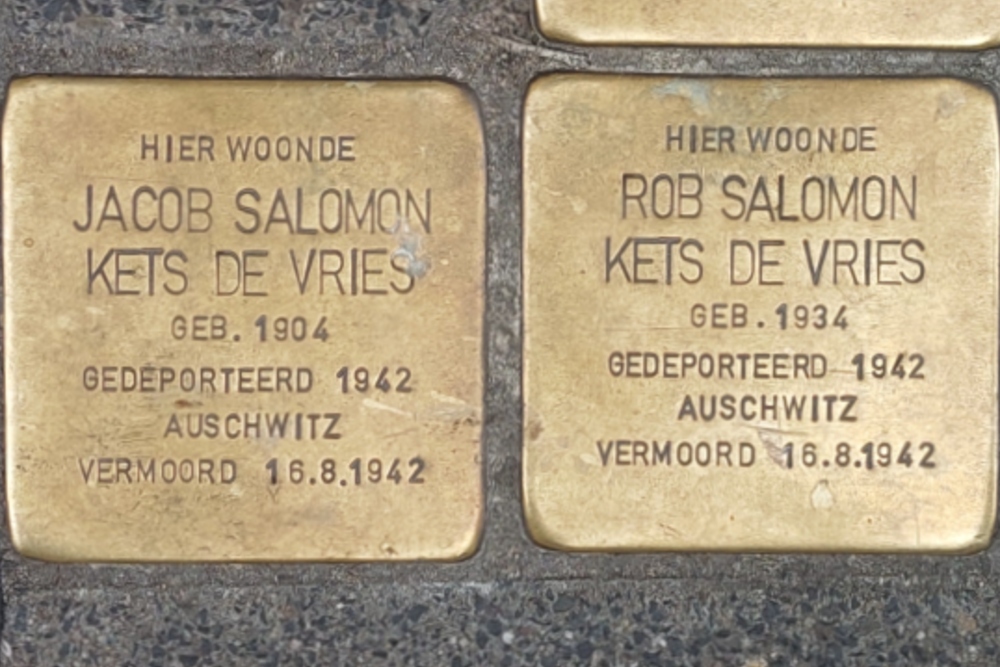 HIER WOONDE
JACOB SALOMON
KETS DE VRIES
GEB. 1904
GEDEPORTEERD 1942
AUSCHWITZ
VERMOORD 16.8.1942
HIER WOONDE
ROB SALOMON
KETS DE VRIES
GEB. 1934
GEDEPORTEERD 1942
AUSCHWITZ
VERMOORD 16.8.1942